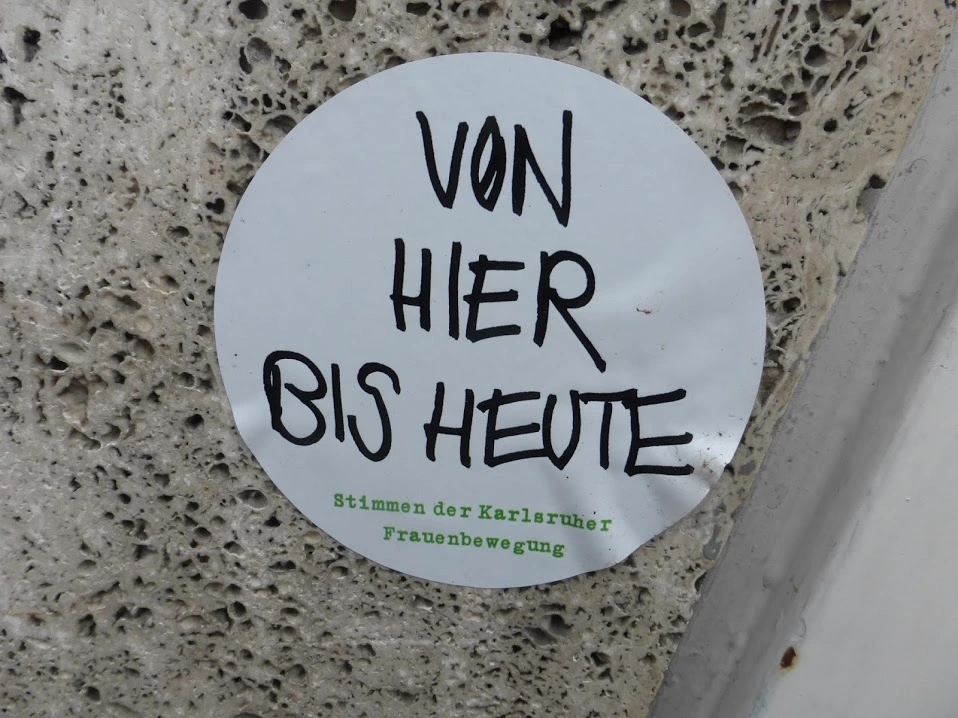 VON
HIER
BIS HEUTE
Stimmen der Karlsruher
Frauenbewegung